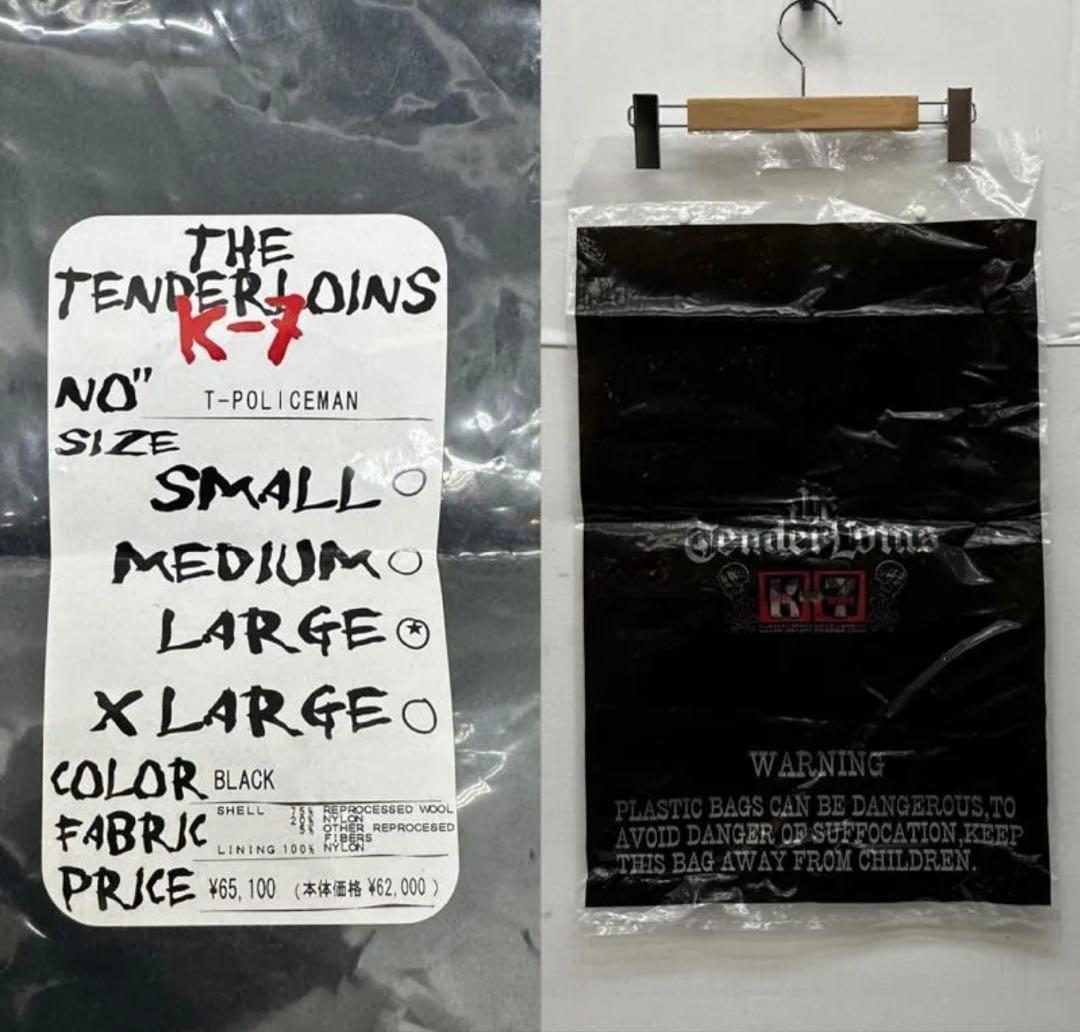 THE
TENDERLOINS
K-7
NO" T-POLICEMAN
SIZE
SMALL
MEDIUM
LARGE
X LARGE
COLOR BLACK
FABRIC
SHELL 75% REPROCESSED WOOL
20% NYLON
5% OTHER REPROCESED
FIBERS
LINING 100% NYLON
PRICE ¥65,100 (本体価格 ¥62,000)
The
TenderLoins
K-7
WARNING
PLASTIC BAGS CAN BE DANGEROUS,TO
AVOID DANGER OF SUFFOCATION,KEEP
THIS BAG AWAY FROM CHILDREN.